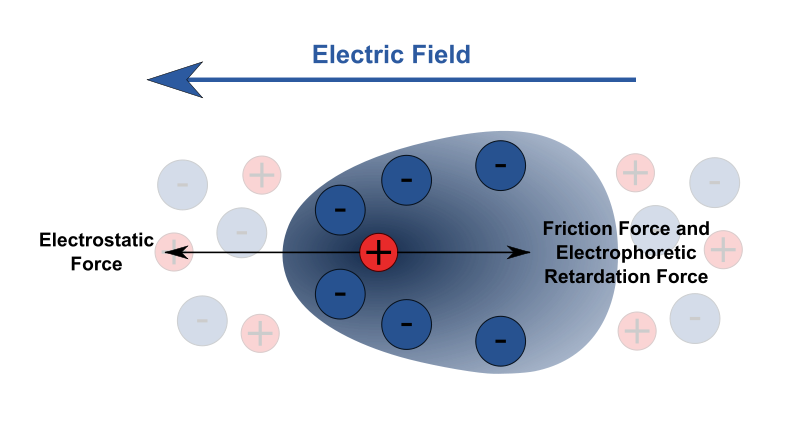 Electric Field
Electrostatic
Force
Friction Force and
Electrophoretic
Retardation Force